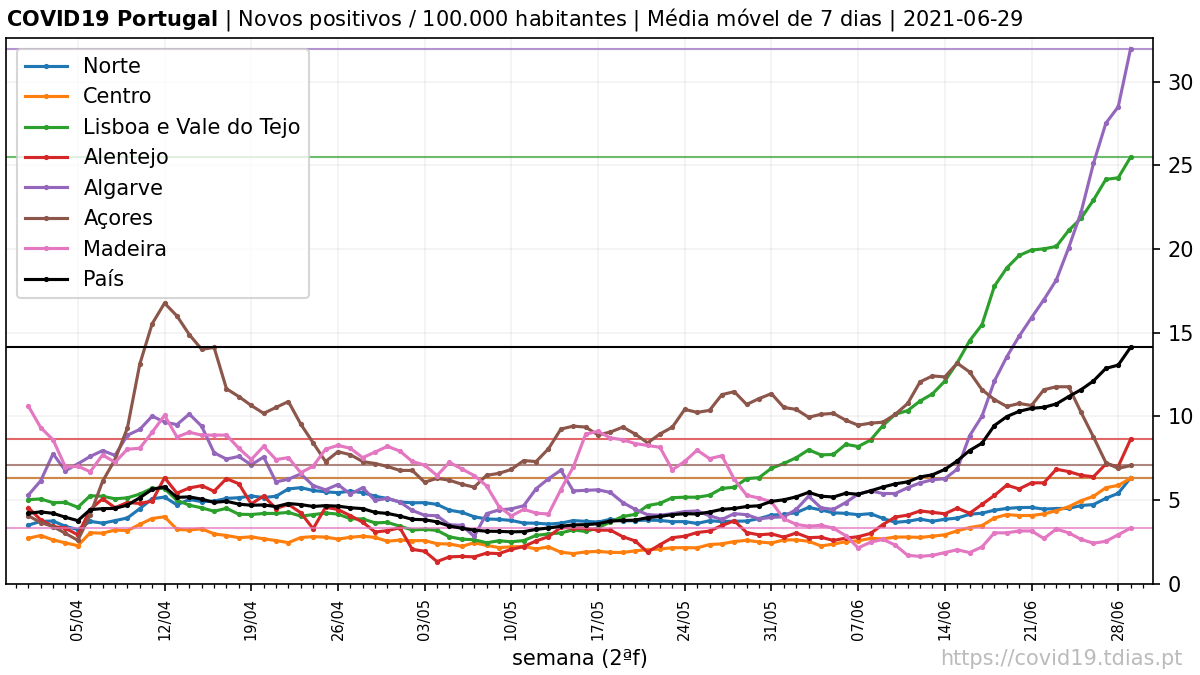 COVID19 Portugal | Novos positivos / 100.000 habitantes | Média móvel de 7 dias | 2021-06-29
Norte
Centro
Lisboa e Vale do Tejo
Alentejo
Algarve
Açores
Madeira
País
30
25
20
15
10
5
0
05/04 12/04 19/04 26/04 03/05 10/05 17/05 24/05 31/05 07/06 14/06 21/06 28/06
semana (2ªf)
https://covid19.tdias.pt